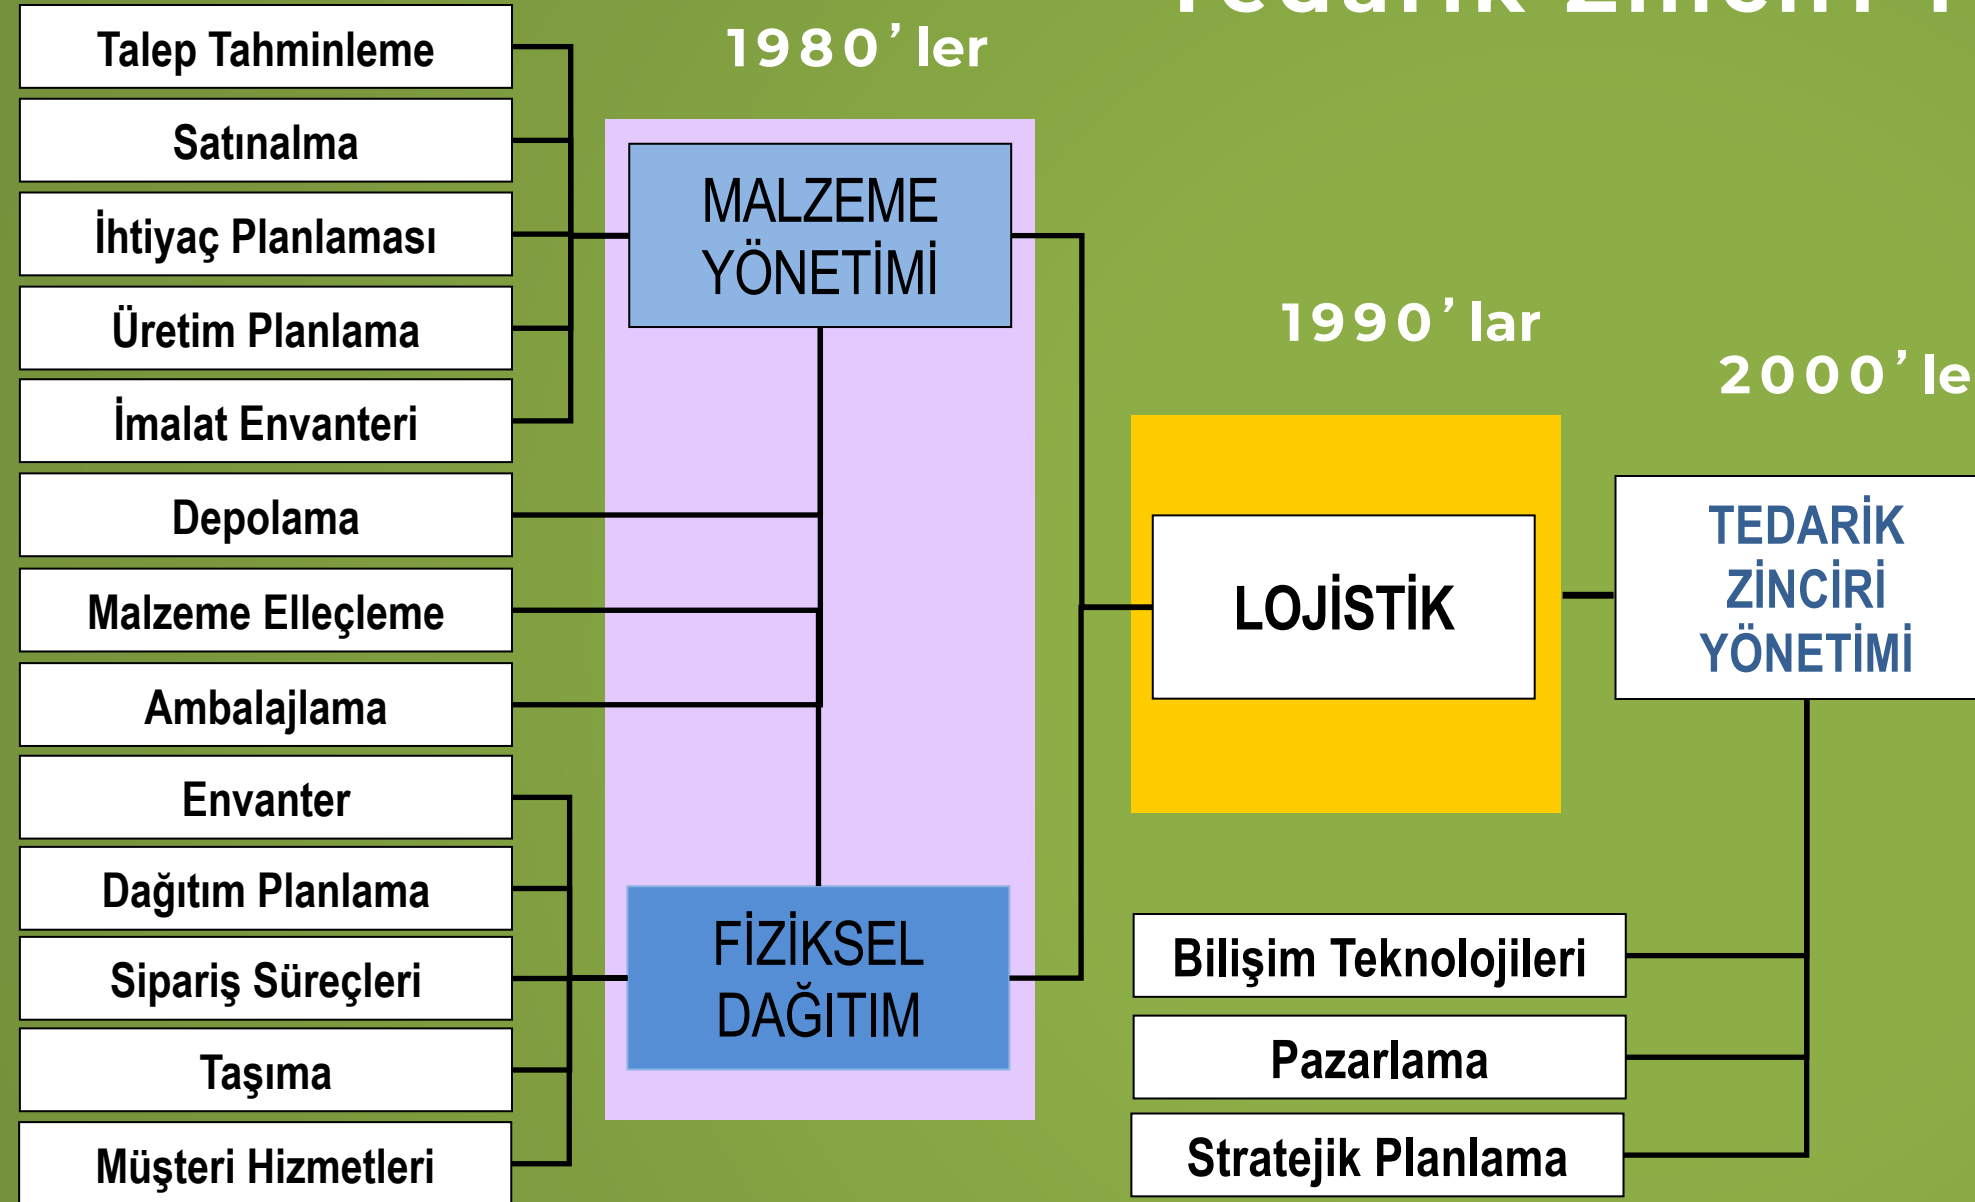 Tedarik Zinciri
1980’ler
Talep Tahminleme
Satınalma
İhtiyaç Planlaması
Üretim Planlama
İmalat Envanteri
Depolama
Malzeme Elleçleme
Ambalajlama
Envanter
Dağıtım Planlama
Sipariş Süreçleri
Taşıma
Müşteri Hizmetleri
MALZEME
YÖNETİMİ
FİZİKSEL
DAĞITIM
1990’lar
LOJİSTİK
2000’le
TEDARİK
ZİNCİRİ
YÖNETİMİ
Bilişim Teknolojileri
Pazarlama
Stratejik Planlama